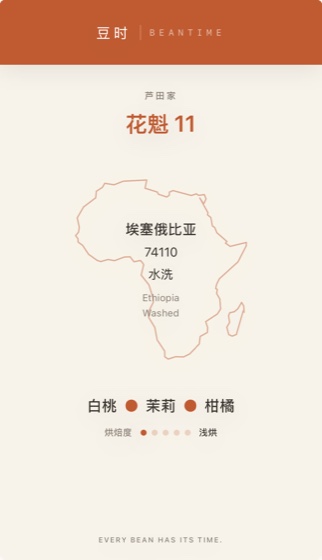 豆时 | BEANTIME
芦田家
花魁 11
埃塞俄比亚
74110
水洗
Ethiopia
Washed
白桃 ● 茉莉 ● 柑橘
烘焙度 浅烘
EVERY BEAN HAS ITS TIME.